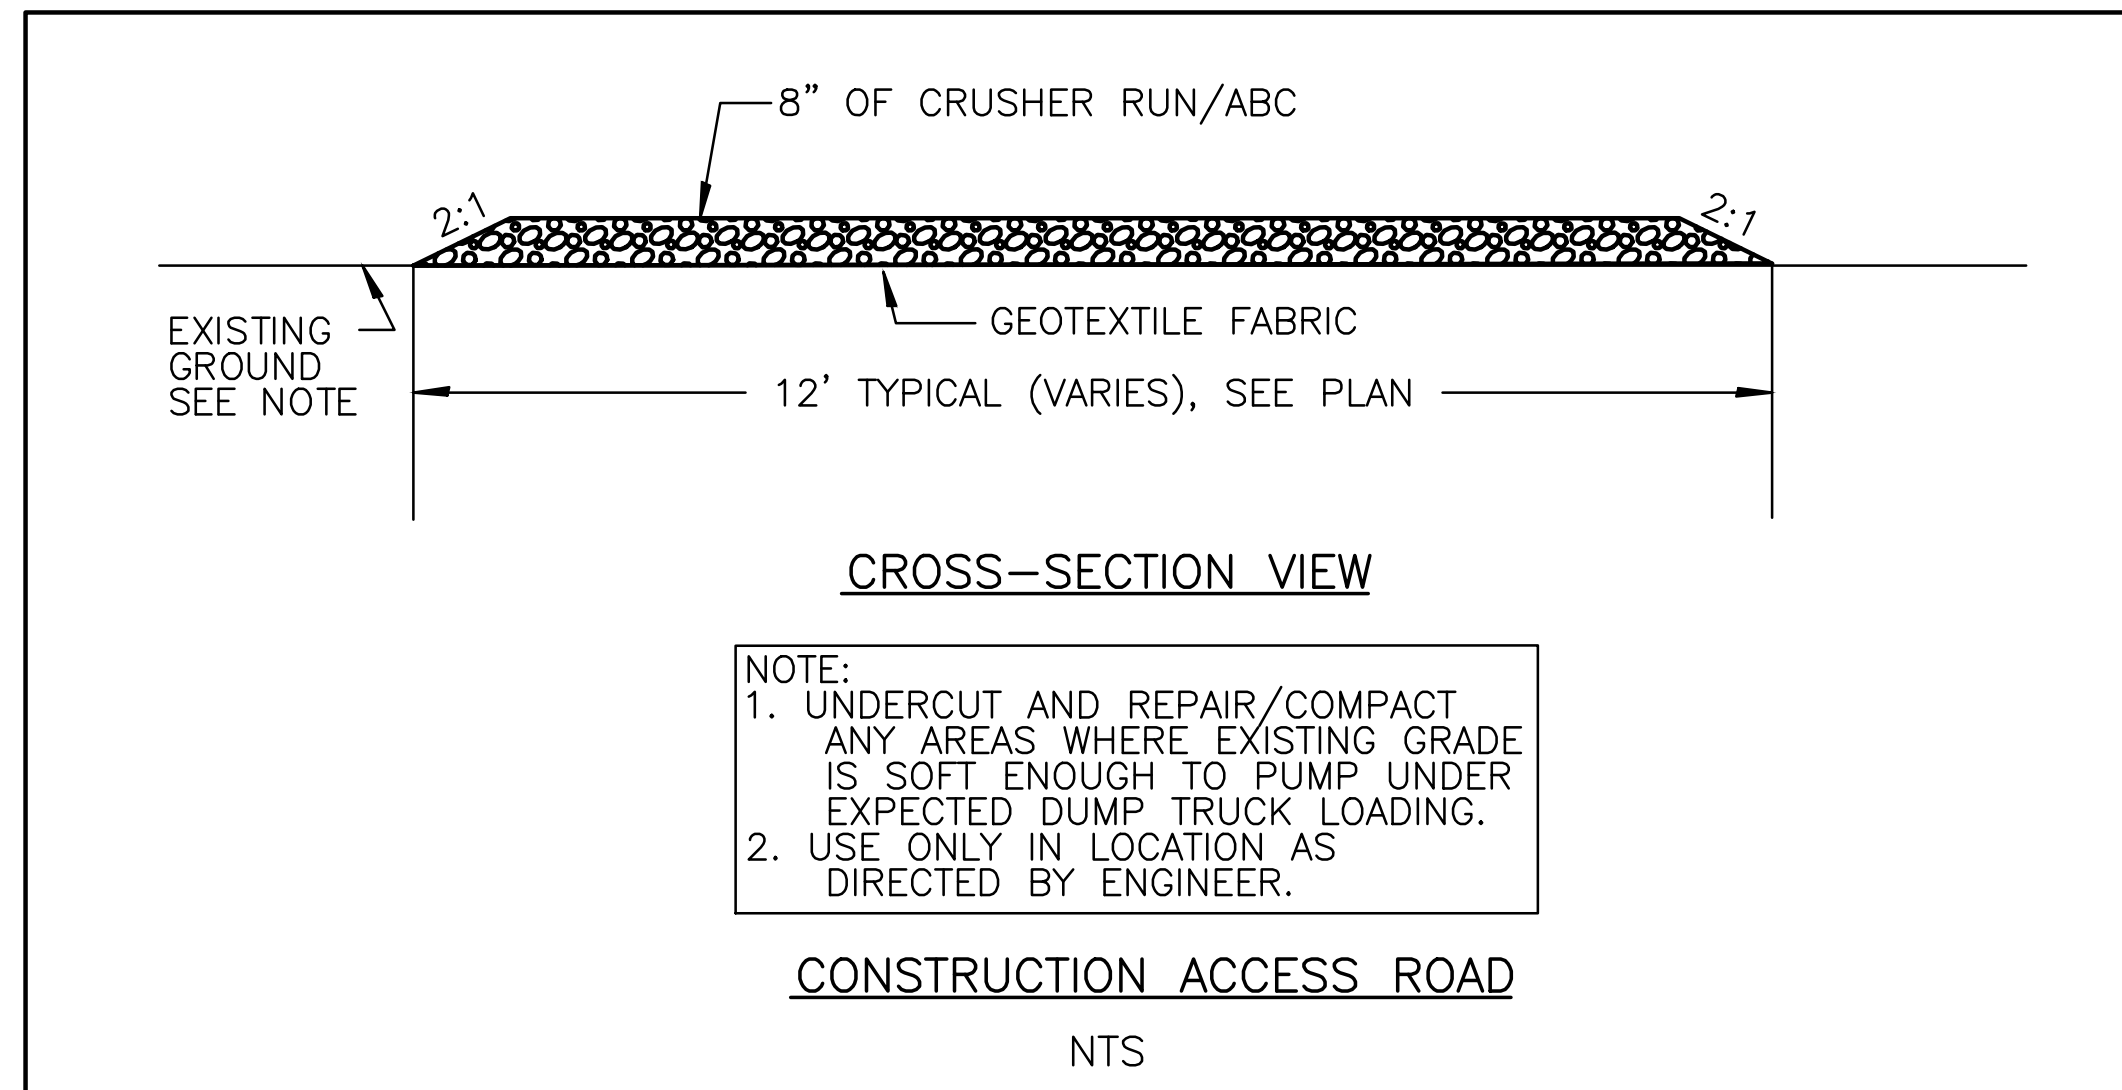 8” OF CRUSHER RUN/ABC
2:1
2:1
EXISTING
GROUND
SEE NOTE
GEOTEXTILE FABRIC
12’ TYPICAL (VARIES), SEE PLAN
CROSS-SECTION VIEW
NOTE:
1. UNDERCUT AND REPAIR/COMPACT
ANY AREAS WHERE EXISTING GRADE
IS SOFT ENOUGH TO PUMP UNDER
EXPECTED DUMP TRUCK LOADING.
2. USE ONLY IN LOCATION AS
DIRECTED BY ENGINEER.
CONSTRUCTION ACCESS ROAD
NTS